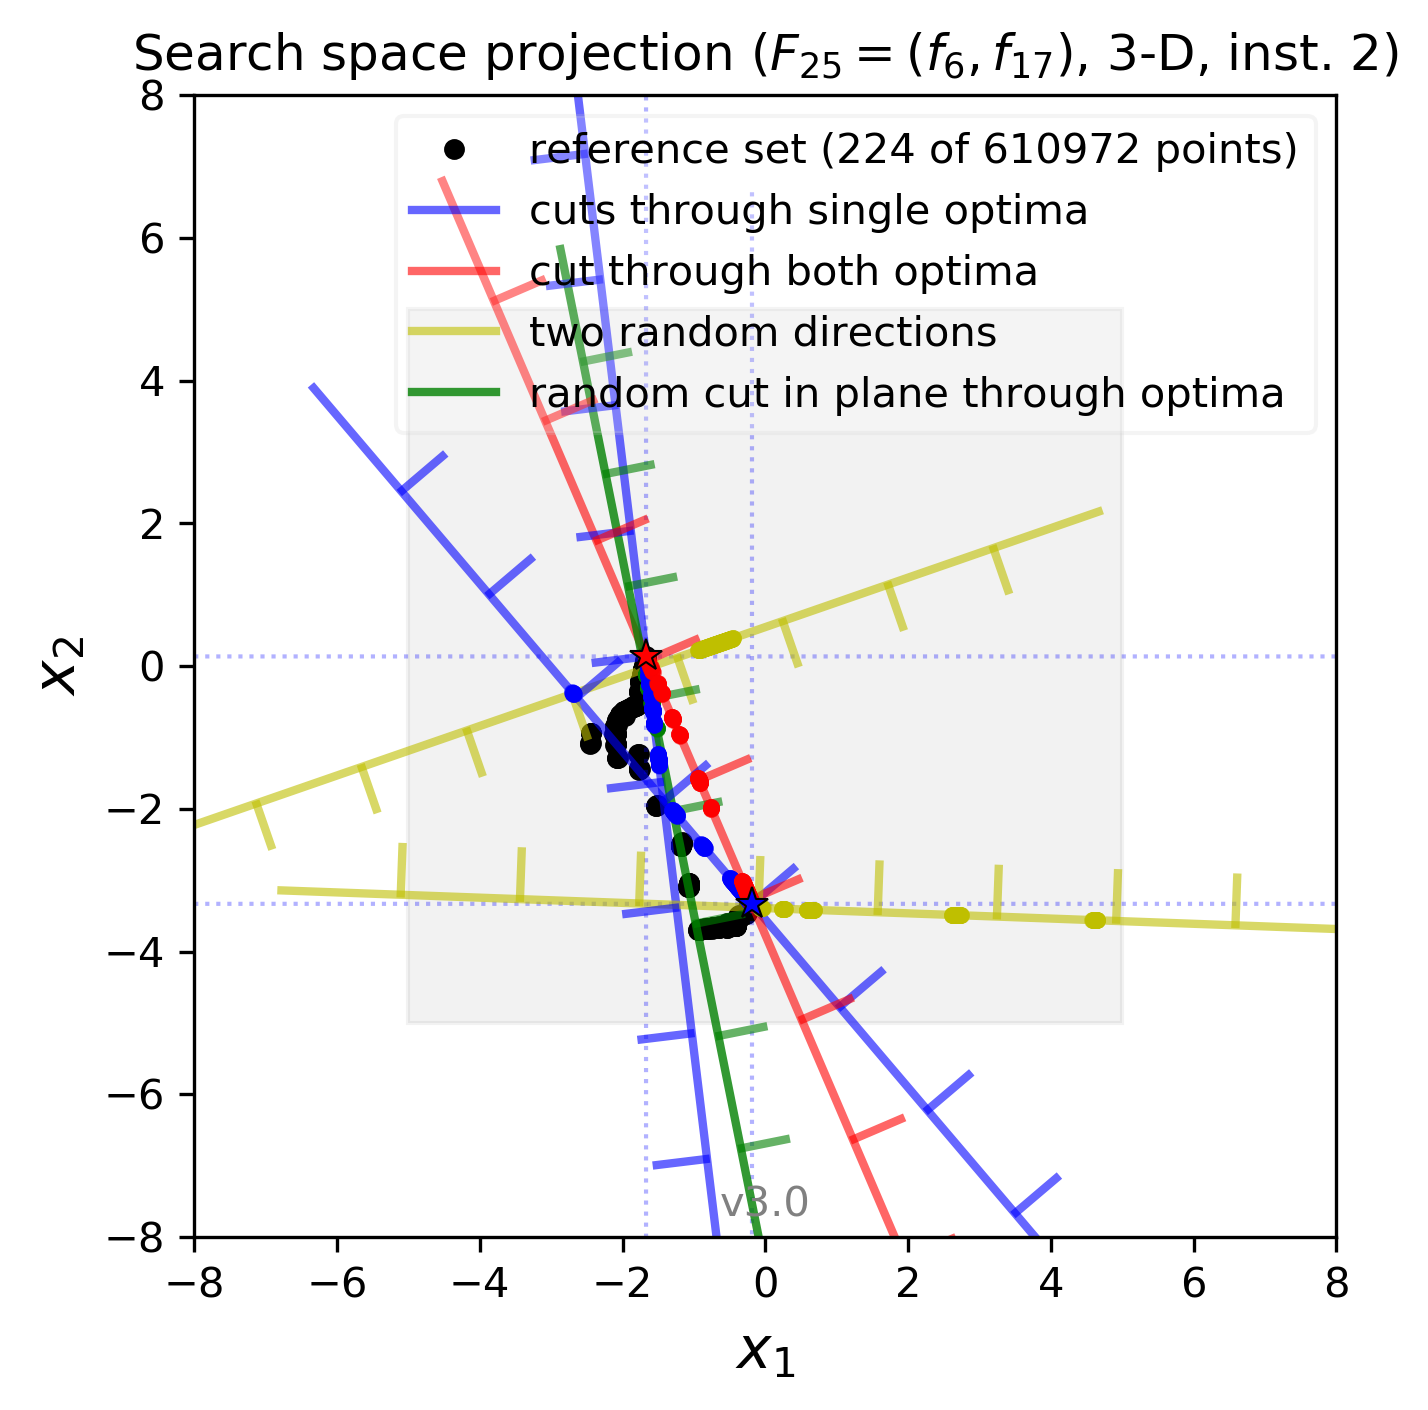 Search space projection (F25 = (f6, f17), 3-D, inst. 2)
reference set (224 of 610972 points)
cuts through single optima
cut through both optima
two random directions
random cut in plane through optima
8
6
4
2
0
−2
−4
−6
−8
x2
v3.0
−8 −6 −4 −2 0 2 4 6 8
x1